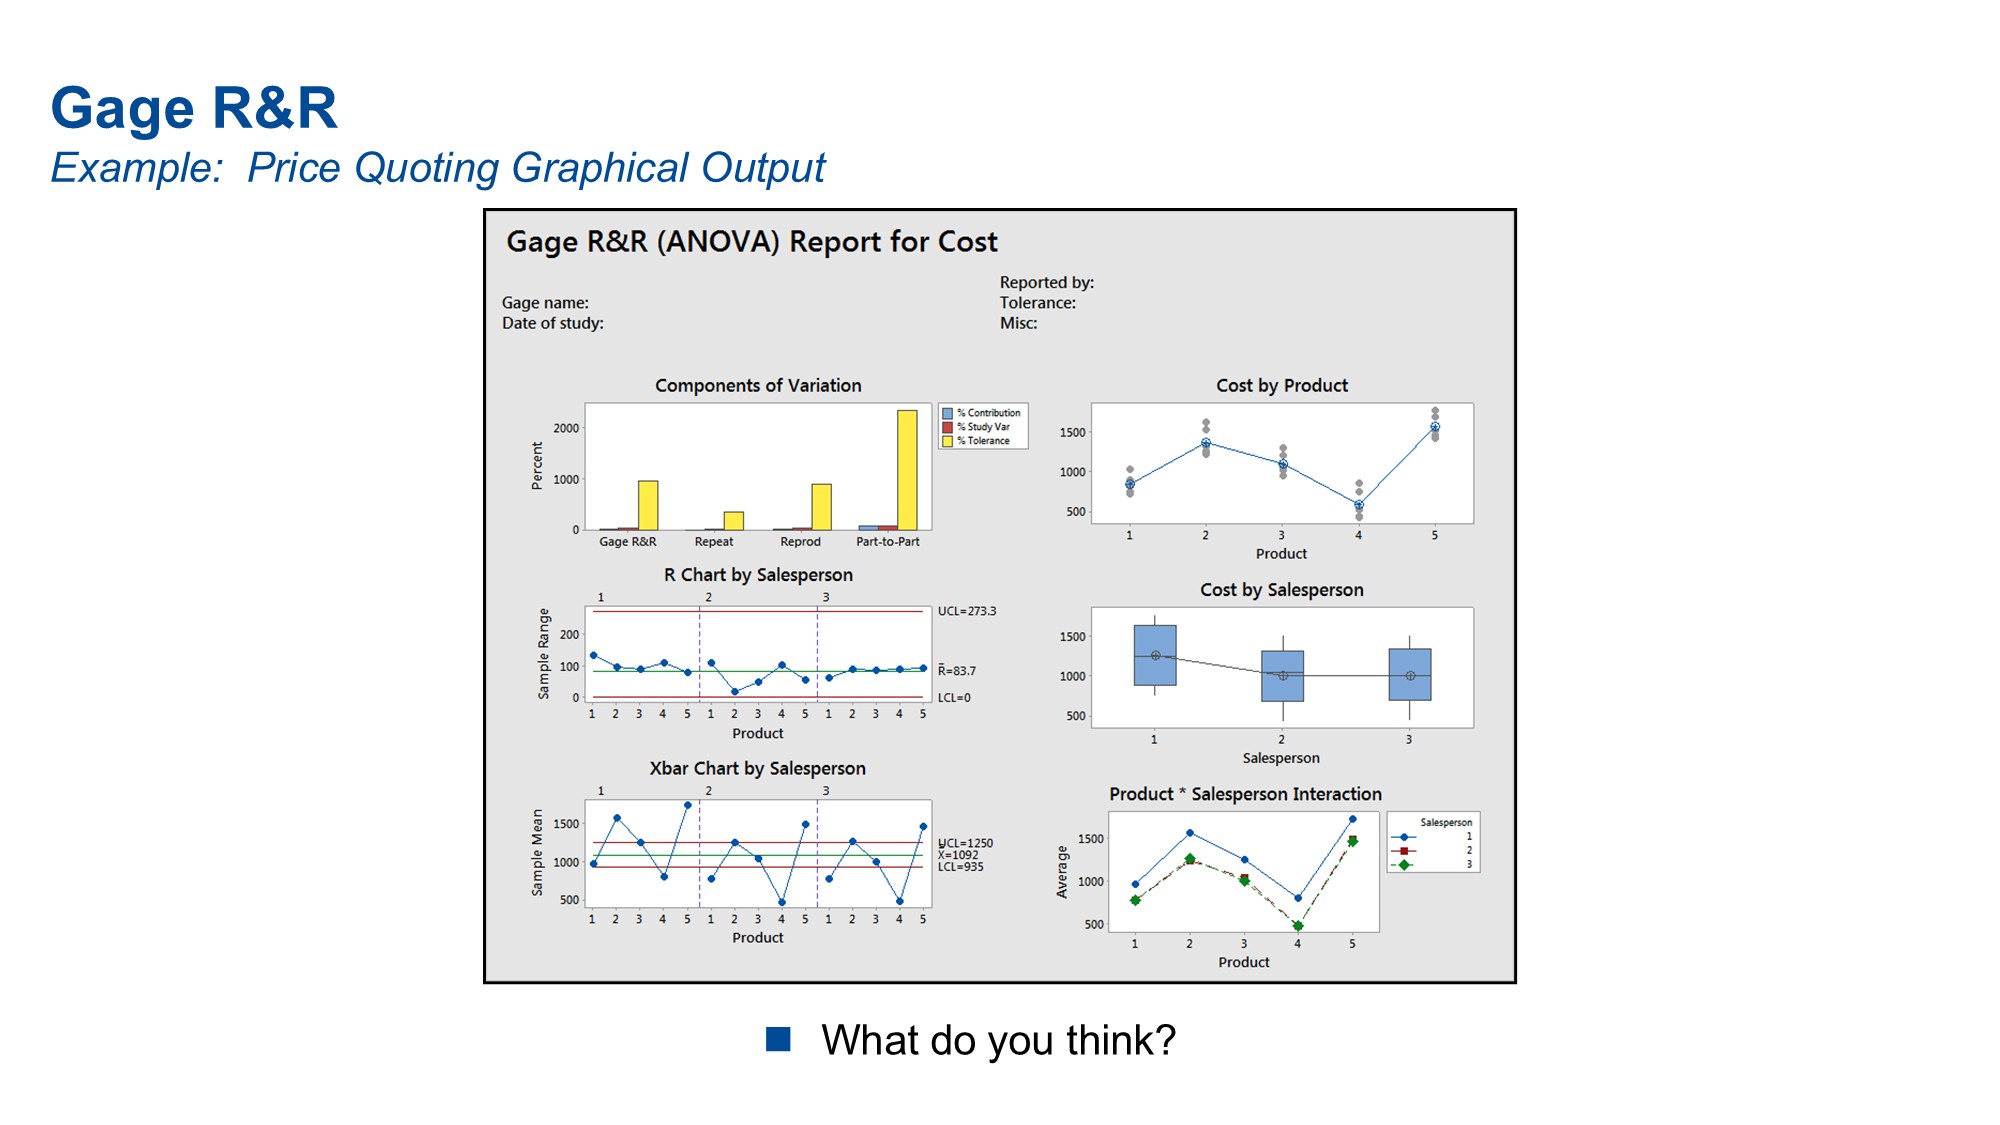 Gage R&R
Example:  Price Quoting Graphical Output
Gage R&R (ANOVA) Report for Cost
Reported by:
Gage name:
Tolerance:
Date of study:
Misc:
Components of Variation
Percent
2000
1000
0
Gage R&R
Repeat
Reprod
Part-to-Part
% Contribution
% Study Var
% Tolerance
Cost by Product
1500
1000
500
1 2 3 4 5
Product
R Chart by Salesperson
1 2 3
Sample Range
200
100
0
UCL=273.3
R̄=83.7
LCL=0
1 2 3 4 5 1 2 3 4 5 1 2 3 4 5
Product
Cost by Salesperson
1500
1000
500
1 2 3
Salesperson
Xbar Chart by Salesperson
1 2 3
Sample Mean
1500
1000
500
UCL=1250
X̿=1092
LCL=935
1 2 3 4 5 1 2 3 4 5 1 2 3 4 5
Product
Product * Salesperson Interaction
Average
1500
1000
500
1 2 3 4 5
Product
Salesperson
1
2
3
What do you think?